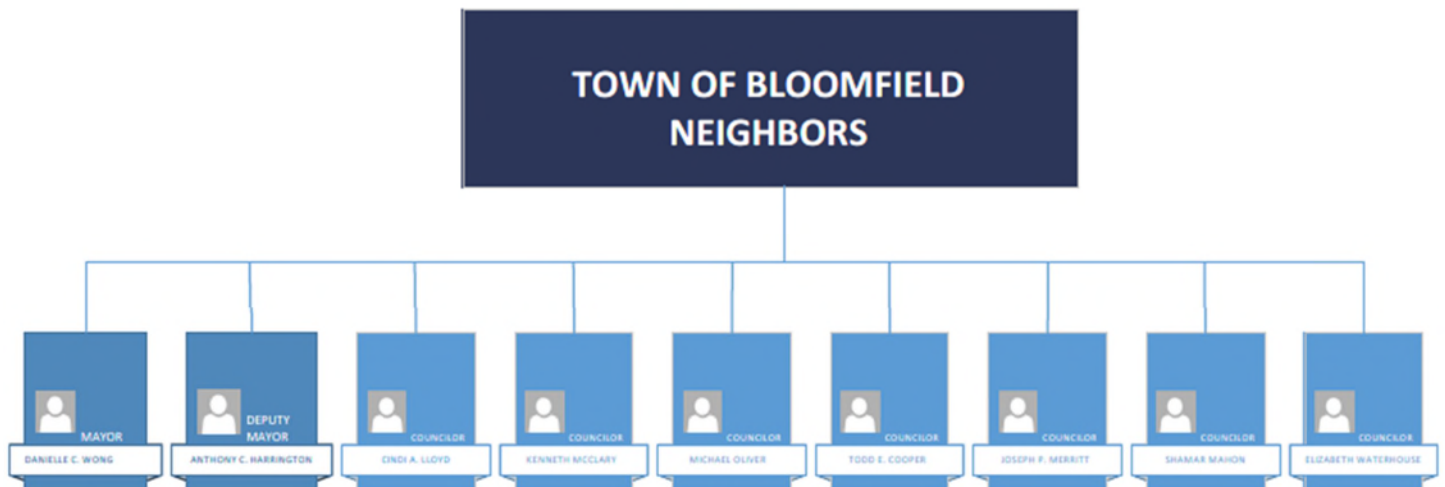 TOWN OF BLOOMFIELD
NEIGHBORS
MAYOR
DANIELLE C. WONG
DEPUTY
MAYOR
ANTHONY C. HARRINGTON
COUNCILOR
CINDI A. LLOYD
COUNCILOR
KENNETH MCCLARY
COUNCILOR
MICHAEL OLIVER
COUNCILOR
TODD E. COOPER
COUNCILOR
JOSEPH P. MERRITT
COUNCILOR
SHAMAR MAHON
COUNCILOR
ELIZABETH WATERHOUSE